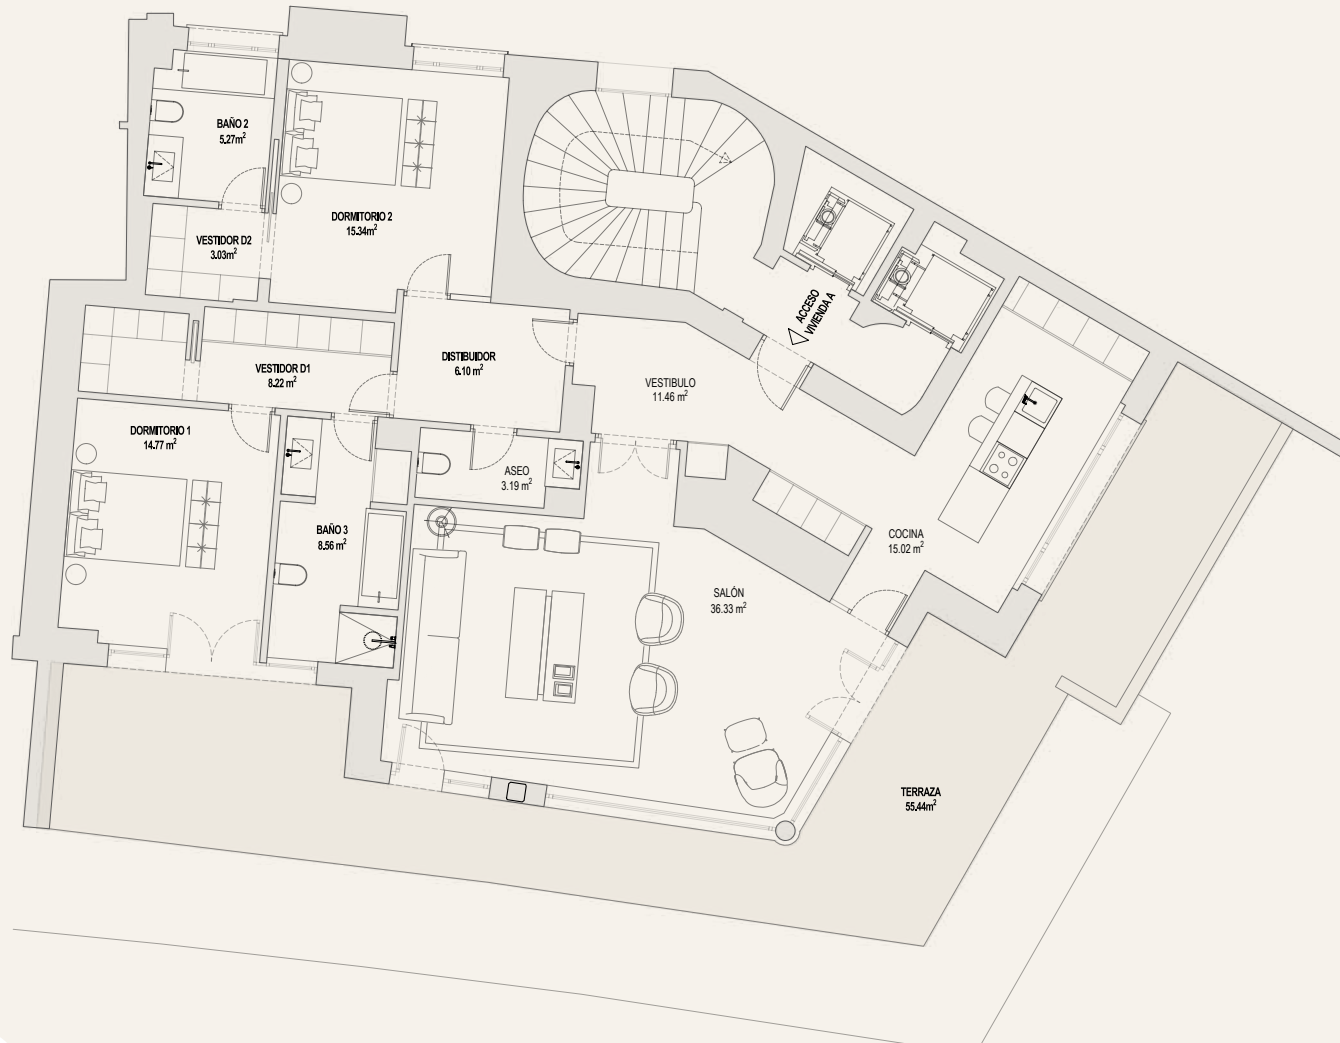 BAÑO 2
5.27m²
DORMITORIO 2
15.34m²
VESTIDOR D2
3.03m²
ACCESO
VIVIENDA A
DISTIBUIDOR
6.10 m²
VESTIDOR D1
8.22 m²
VESTIBULO
11.46 m²
DORMITORIO 1
14.77 m²
ASEO
3.19 m²
BAÑO 3
8.56 m²
COCINA
15.02 m²
SALÓN
36.33 m²
TERRAZA
55.44m²